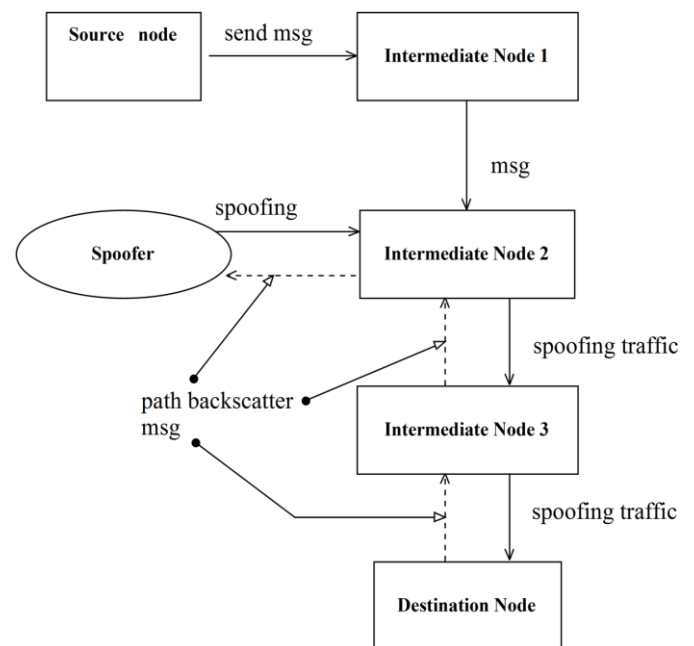 Source node
send msg
Intermediate Node 1
msg
spoofing
Spoofer
Intermediate Node 2
spoofing traffic
path backscatter
msg
Intermediate Node 3
spoofing traffic
Destination Node